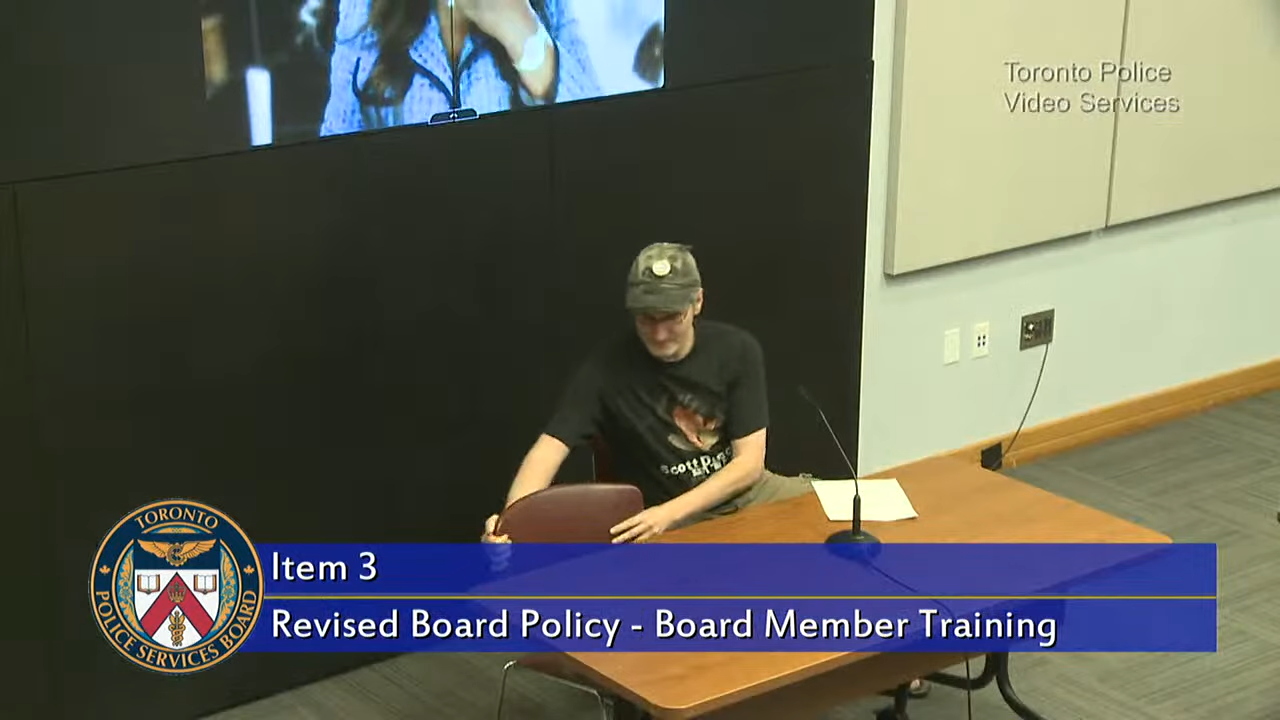 Toronto Police
Video Services
TORONTO
POLICE SERVICES BOARD
Item 3
Revised Board Policy - Board Member Training